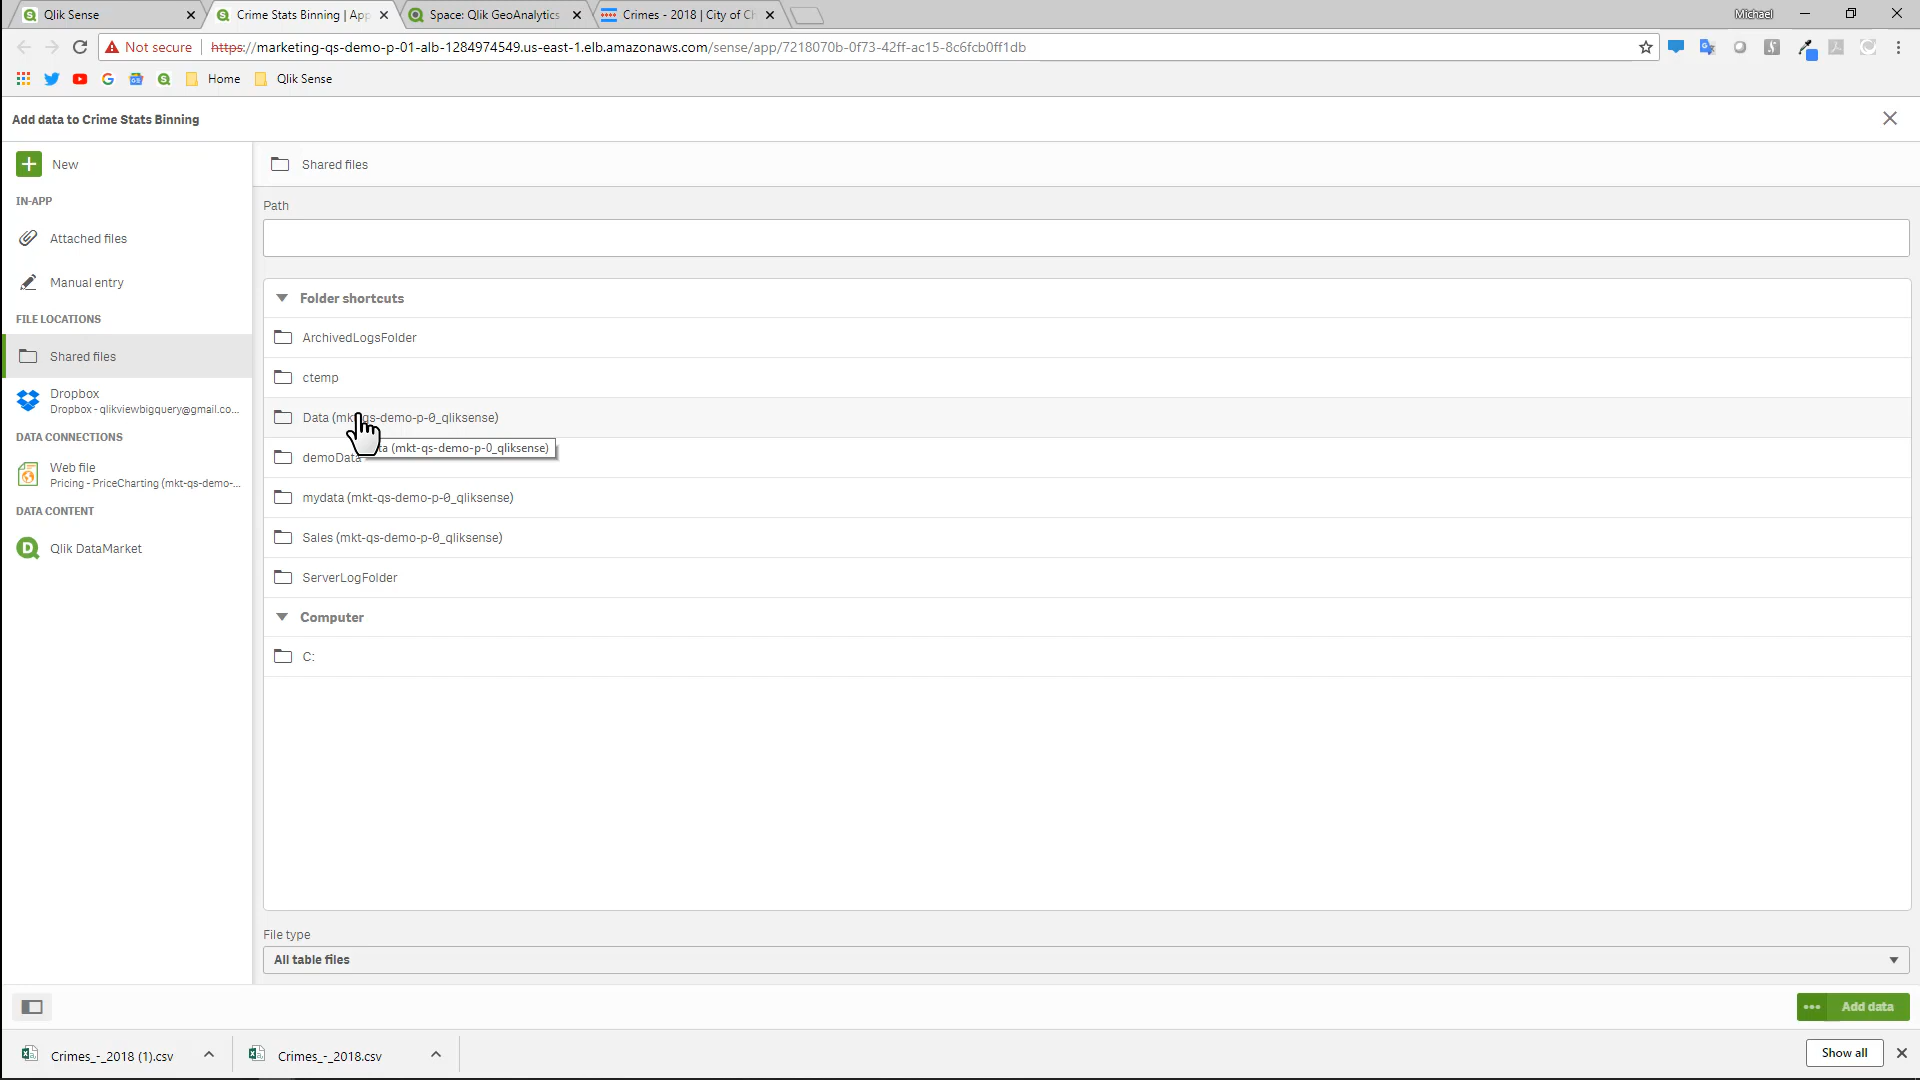 Qlik Sense
Crime Stats Binning | App
Space: Qlik GeoAnalytics
Crimes - 2018 | City of Ch
Michael
Not secure
https://marketing-qs-demo-p-01-alb-1284974549.us-east-1.elb.amazonaws.com/sense/app/7218070b-0f73-42ff-ac15-8c6fcb0ff1db
Home
Qlik Sense
Add data to Crime Stats Binning
New
IN-APP
Attached files
Manual entry
FILE LOCATIONS
Shared files
Dropbox
Dropbox - qlikviewbigquery@gmail.co...
DATA CONNECTIONS
Web file
Pricing - PriceCharting (mkt-qs-demo-...
DATA CONTENT
Qlik DataMarket
Shared files
Path
Folder shortcuts
ArchivedLogsFolder
ctemp
Data (mkt-qs-demo-p-0_qliksense)
(mkt-qs-demo-p-0_qliksense)
demoData
mydata (mkt-qs-demo-p-0_qliksense)
Sales (mkt-qs-demo-p-0_qliksense)
ServerLogFolder
Computer
C:
File type
All table files
Add data
Crimes_-_2018 (1).csv
Crimes_-_2018.csv
Show all